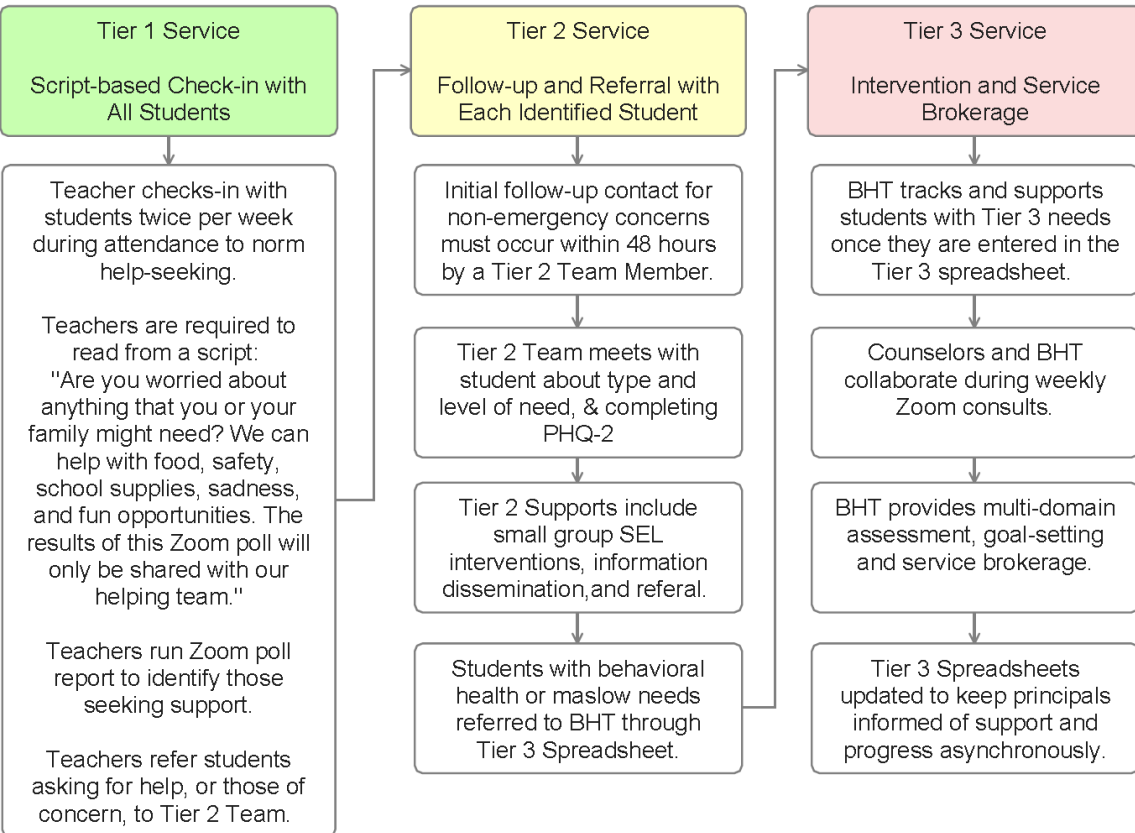 Tier 1 Service
Script-based Check-in with
All Students
Teacher checks-in with
students twice per week
during attendance to norm
help-seeking.
Teachers are required to
read from a script:
"Are you worried about
anything that you or your
family might need? We can
help with food, safety,
school supplies, sadness,
and fun opportunities. The
results of this Zoom poll will
only be shared with our
helping team."
Teachers run Zoom poll
report to identify those
seeking support.
Teachers refer students
asking for help, or those of
concern, to Tier 2 Team.
Tier 2 Service
Follow-up and Referral with
Each Identified Student
Initial follow-up contact for
non-emergency concerns
must occur within 48 hours
by a Tier 2 Team Member.
Tier 2 Team meets with
student about type and
level of need, & completing
PHQ-2
Tier 2 Supports include
small group SEL
interventions, information
dissemination,and referal.
Students with behavioral
health or maslow needs
referred to BHT through
Tier 3 Spreadsheet.
Tier 3 Service
Intervention and Service
Brokerage
BHT tracks and supports
students with Tier 3 needs
once they are entered in the
Tier 3 spreadsheet.
Counselors and BHT
collaborate during weekly
Zoom consults.
BHT provides multi-domain
assessment, goal-setting
and service brokerage.
Tier 3 Spreadsheets
updated to keep principals
informed of support and
progress asynchronously.